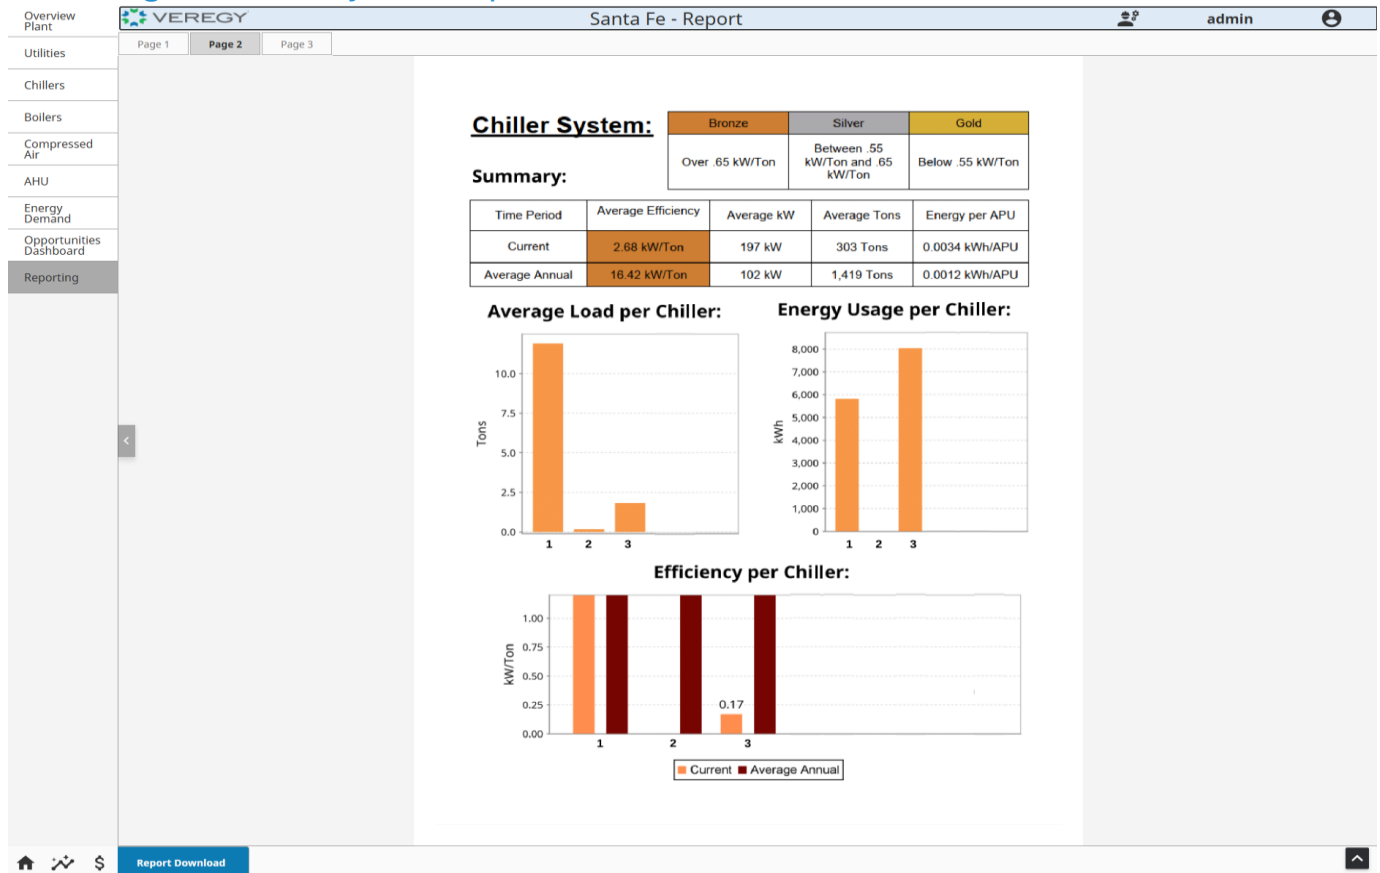 Overview
Plant
VEREGY
Santa Fe - Report
admin
Page 1
Page 2
Page 3
Utilities
Chillers
Boilers
Compressed
Air
AHU
Energy
Demand
Opportunities
Dashboard
Reporting
Chiller System:
Bronze
Silver
Gold
Over .65 kW/Ton
Between .55
kW/Ton and .65
kW/Ton
Below .55 kW/Ton
Summary:
Time Period
Average Efficiency
Average kW
Average Tons
Energy per APU
Current
2.68 kW/Ton
197 kW
303 Tons
0.0034 kWh/APU
Average Annual
16.42 kW/Ton
102 kW
1,419 Tons
0.0012 kWh/APU
Average Load per Chiller:
10.0
7.5
5.0
2.5
0.0
Tons
1 2 3
Energy Usage per Chiller:
8,000
7,000
6,000
5,000
4,000
3,000
2,000
1,000
0
kWh
1 2 3
Efficiency per Chiller:
1.00
0.75
0.50
0.25
0.00
kW/Ton
0.17
1 2 3
Current Average Annual
$
Report Download